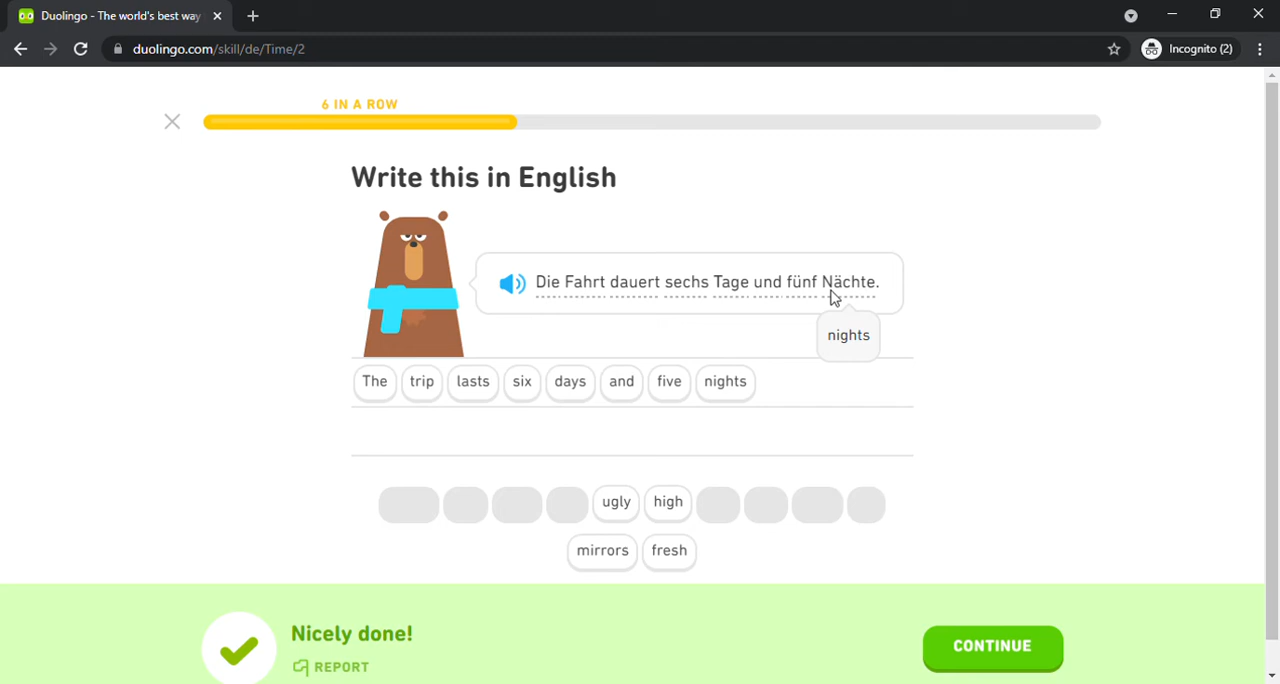 Duolingo - The world's best way
duolingo.com/skill/de/Time/2
Incognito (2)
6 IN A ROW
Write this in English
Die Fahrt dauert sechs Tage und fünf Nächte.
nights
The trip lasts six days and five nights
ugly high
mirrors fresh
Nicely done!
REPORT
CONTINUE